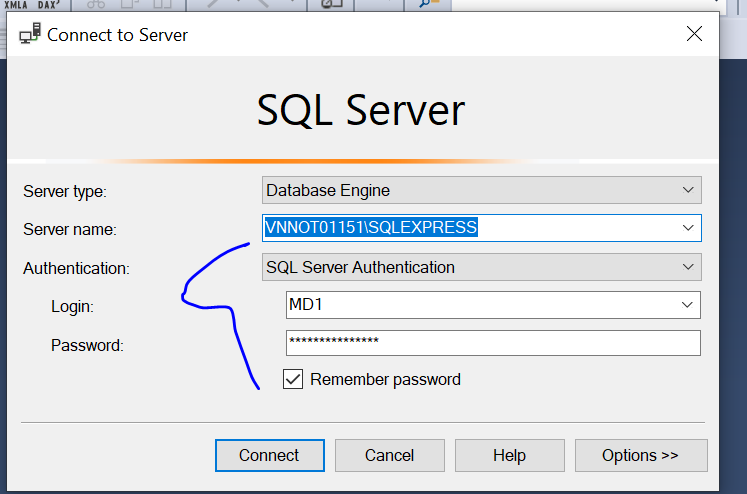 XMLA DAX
Connect to Server
SQL Server
Server type: Database Engine
Server name: VNNOT01151\SQLEXPRESS
Authentication: SQL Server Authentication
Login: MD1
Password: ***************
Remember password
Connect Cancel Help Options >>